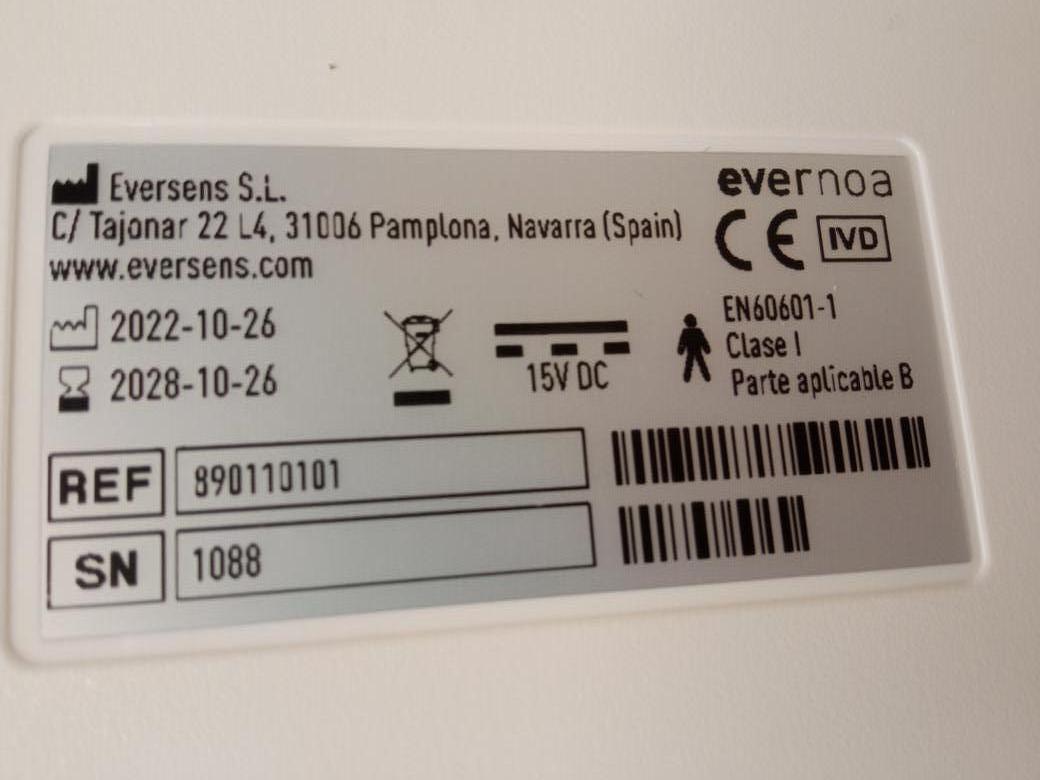 Eversens S.L.
C/ Tajonar 22 L4, 31006 Pamplona, Navarra (Spain)
www.eversens.com
evernoa
CE IVD
2022-10-26
2028-10-26
15V DC
EN60601-1
Clase I
Parte aplicable B
REF 890110101
SN 1088